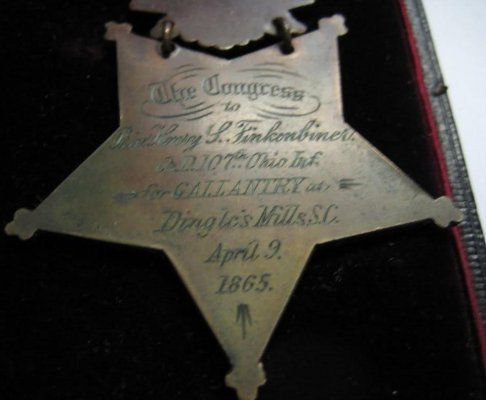 The Congress
to
Henry S. Finkenbiner.
Co. D. 107th Ohio Inf.
for GALLANTRY at
Dingle's Mills, S.C.
April 9.
1865.